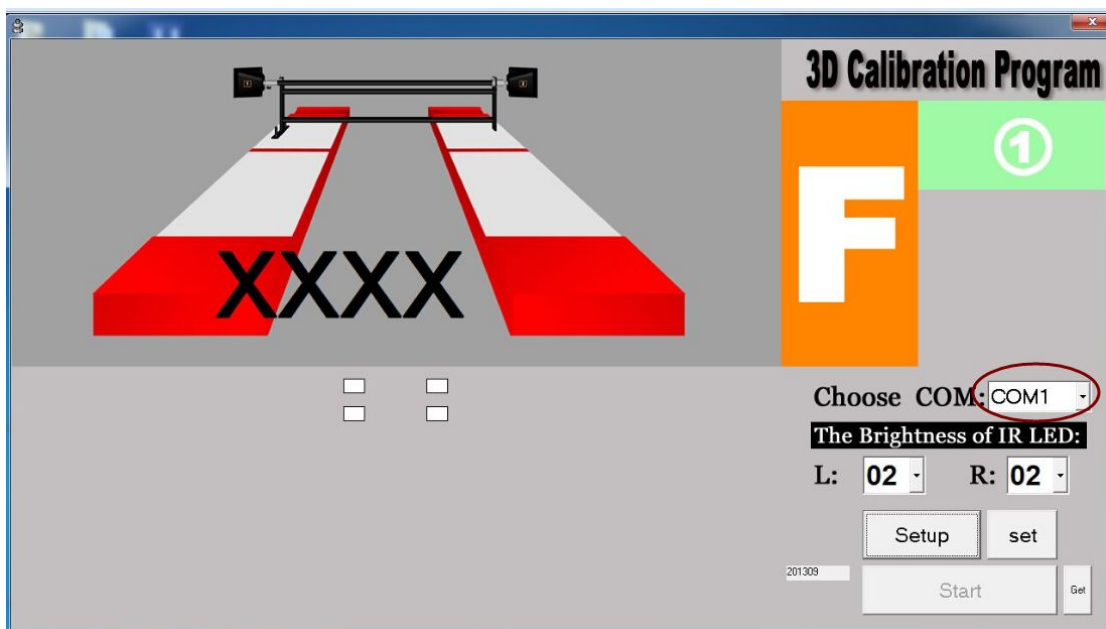 3D Calibration Program
F
①
XXXX
Choose COM: COM1
The Brightness of IR LED:
L: 02 R: 02
Setup set
201309
Start Get